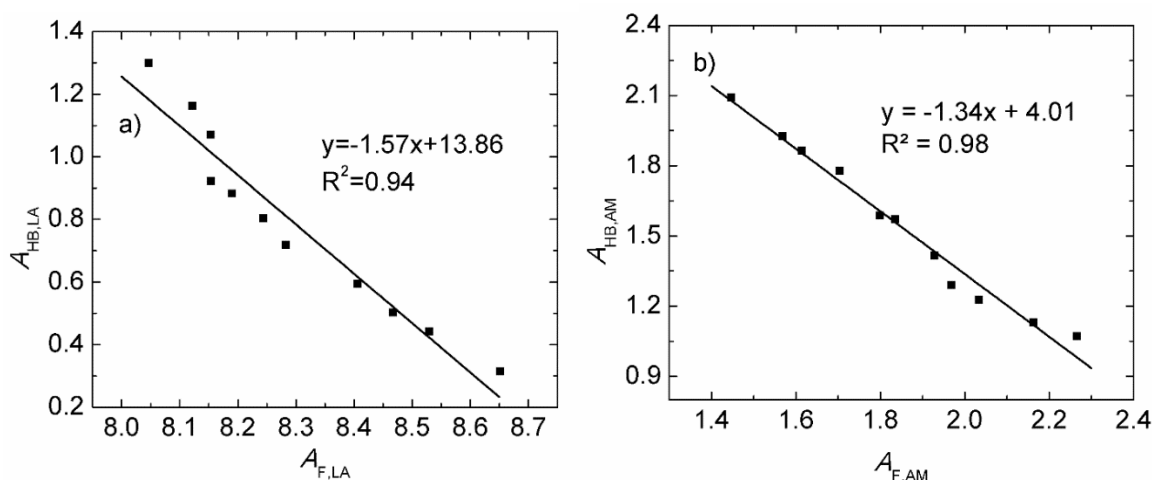 1.4
1.2
1.0
0.8
0.6
0.4
0.2
A_HB,LA
a)
y=-1.57x+13.86
R²=0.94
8.0 8.1 8.2 8.3 8.4 8.5 8.6 8.7
A_F,LA
2.4
2.1
1.8
1.5
1.2
0.9
A_HB,AM
b)
y = -1.34x + 4.01
R² = 0.98
1.4 1.6 1.8 2.0 2.2 2.4
A_F,AM